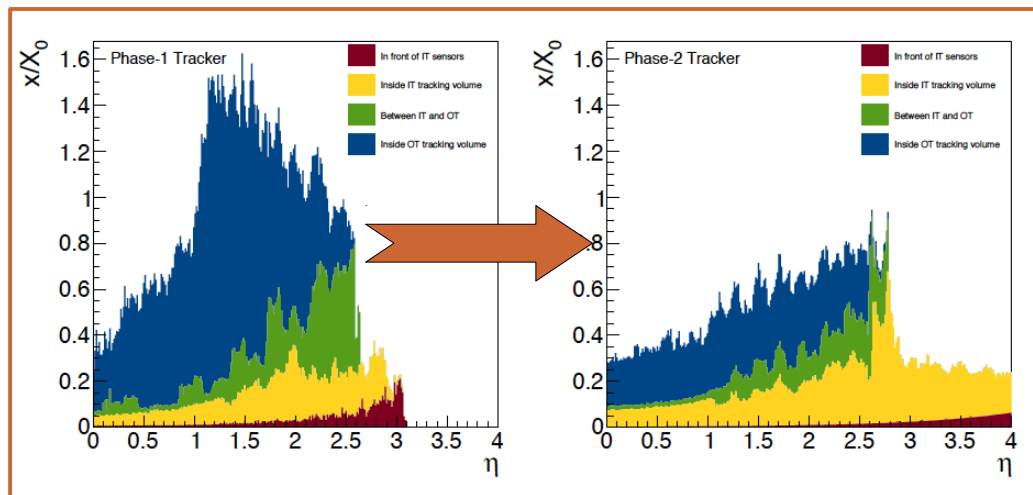 Phase-1 Tracker
In front of IT sensors
Inside IT tracking volume
Between IT and OT
Inside OT tracking volume
x/X₀
1.6
1.4
1.2
1
0.8
0.6
0.4
0.2
0
0 0.5 1 1.5 2 2.5 3 3.5 4
η
Phase-2 Tracker
In front of IT sensors
Inside IT tracking volume
Between IT and OT
Inside OT tracking volume
x/X₀
1.6
1.4
1.2
1
0.8
0.6
0.4
0.2
0
0 0.5 1 1.5 2 2.5 3 3.5 4
η